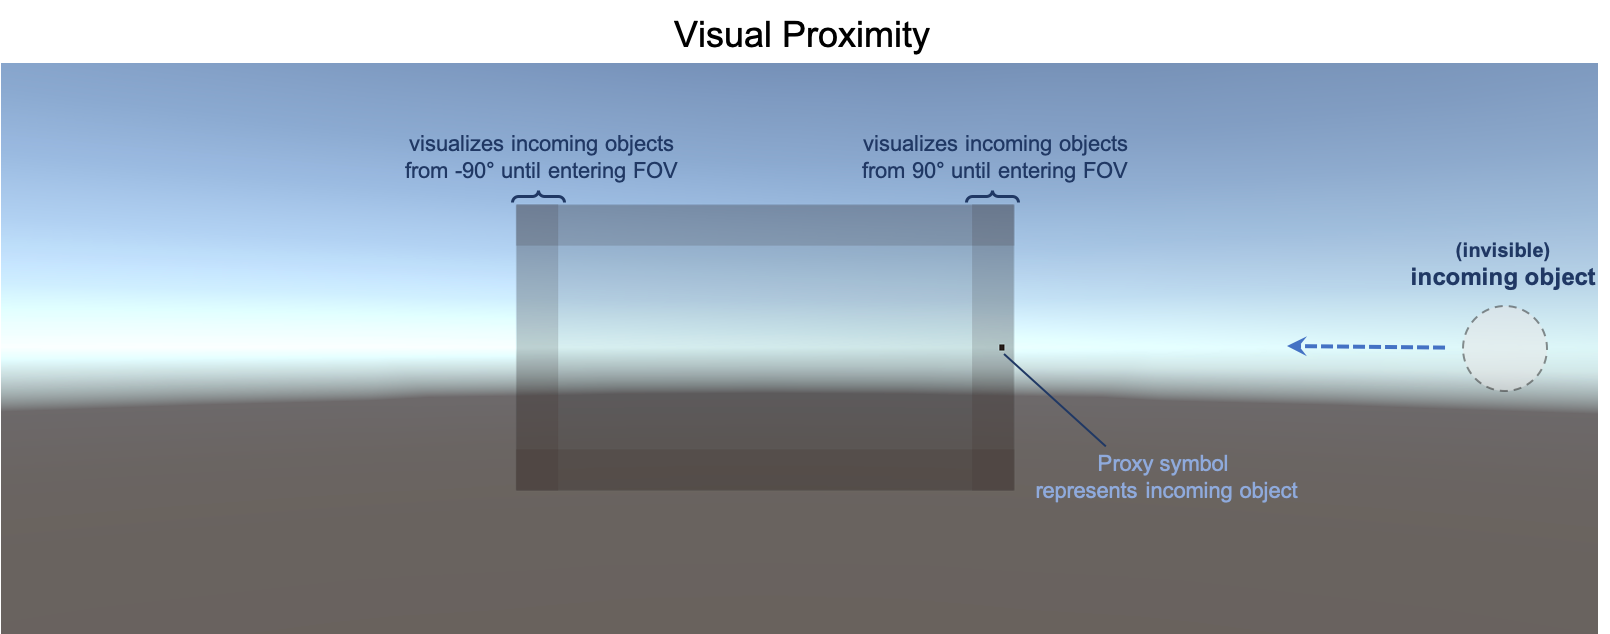 Visual Proximity
visualizes incoming objects
from -90° until entering FOV
visualizes incoming objects
from 90° until entering FOV
(invisible)
incoming object
Proxy symbol
represents incoming object